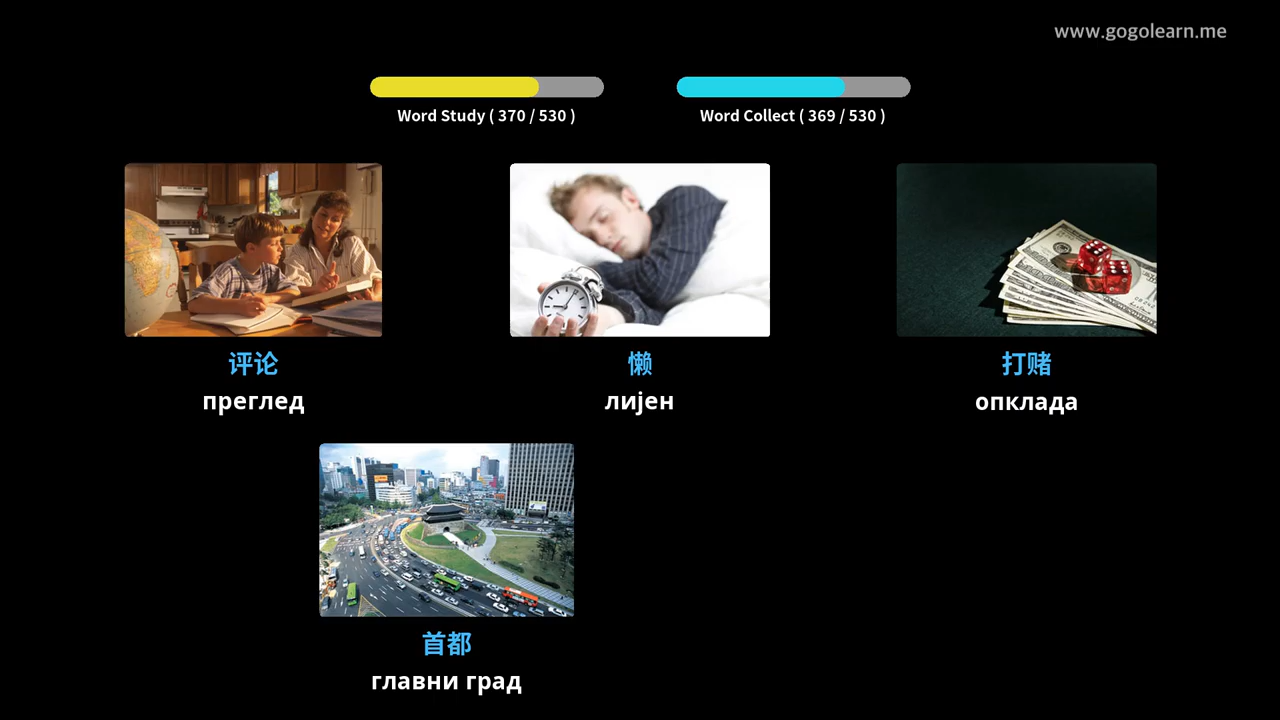 www.gogolearn.me
Word Study ( 370 / 530 )
Word Collect ( 369 / 530 )
评论
преглед
懒
лијен
打赌
опклада
首都
главни град